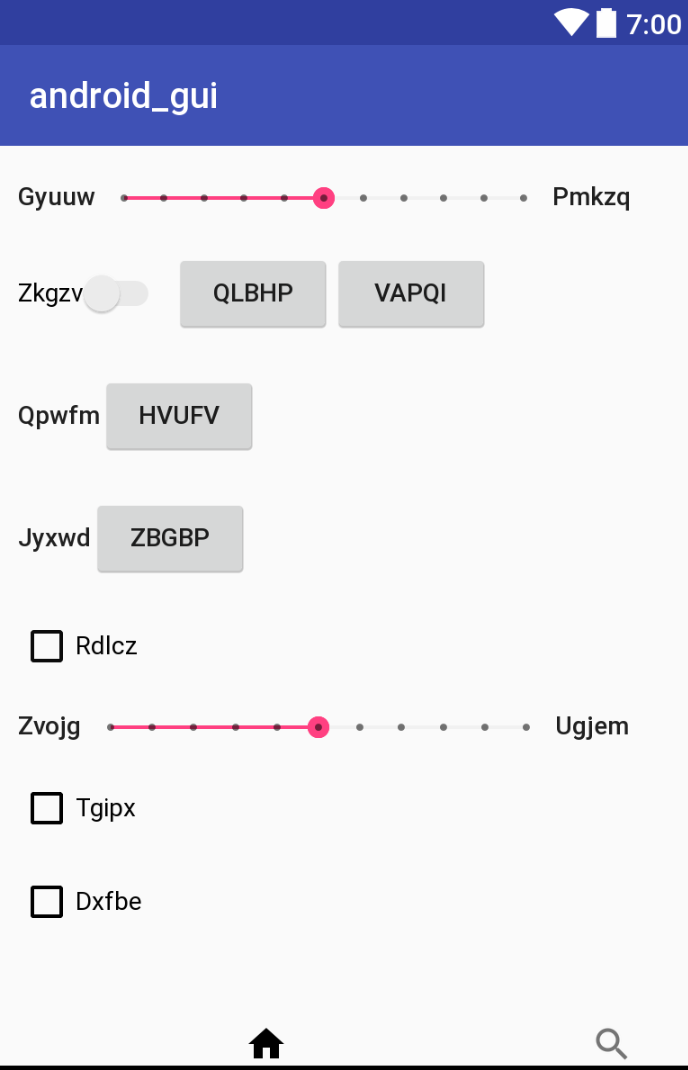 7:00
android_gui
Gyuuw Pmkzq
Zkgzv QLBHP VAPQI
Qpwfm HVUFV
Jyxwd ZBGBP
Rdlcz
Zvojg Ugjem
Tgipx
Dxfbe